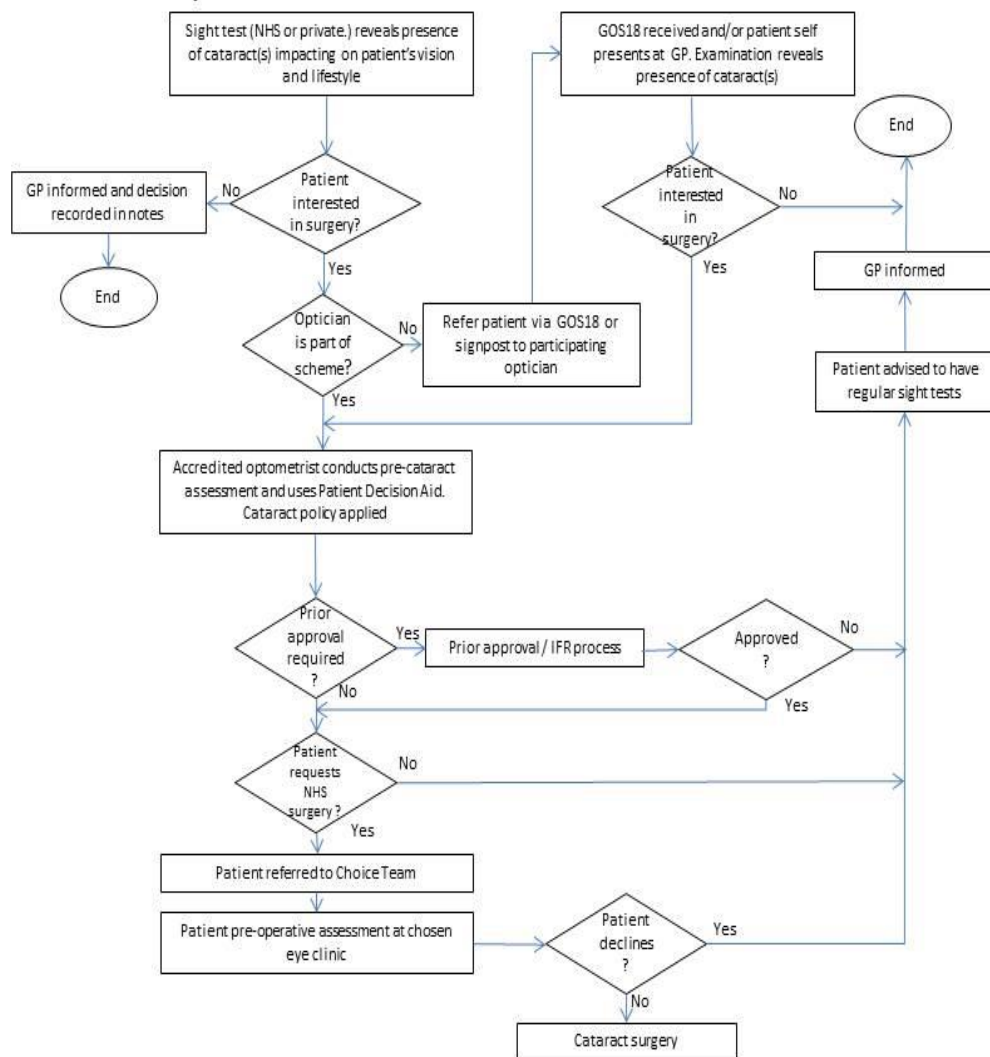 Sight test (NHS or private.) reveals presence
of cataract(s) impacting on patient's vision
and lifestyle
GOS18 received and/or patient self
presents at GP. Examination reveals
presence of cataract(s)
End
Patient
interested
in surgery?
No
GP informed and decision
recorded in notes
End
Yes
Patient
interested
in
surgery?
No
Yes
GP informed
Optician
is part of
scheme?
No
Refer patient via GOS18 or
signpost to participating
optician
Yes
Patient advised to have
regular sight tests
Accredited optometrist conducts pre-cataract
assessment and uses Patient Decision Aid.
Cataract policy applied
Prior
approval
required
?
Yes
Prior approval / IFR process
Approved
?
No
No
Yes
Patient
requests
NHS
surgery ?
No
Yes
Patient referred to Choice Team
Patient pre-operative assessment at chosen
eye clinic
Patient
declines
?
Yes
No
Cataract surgery